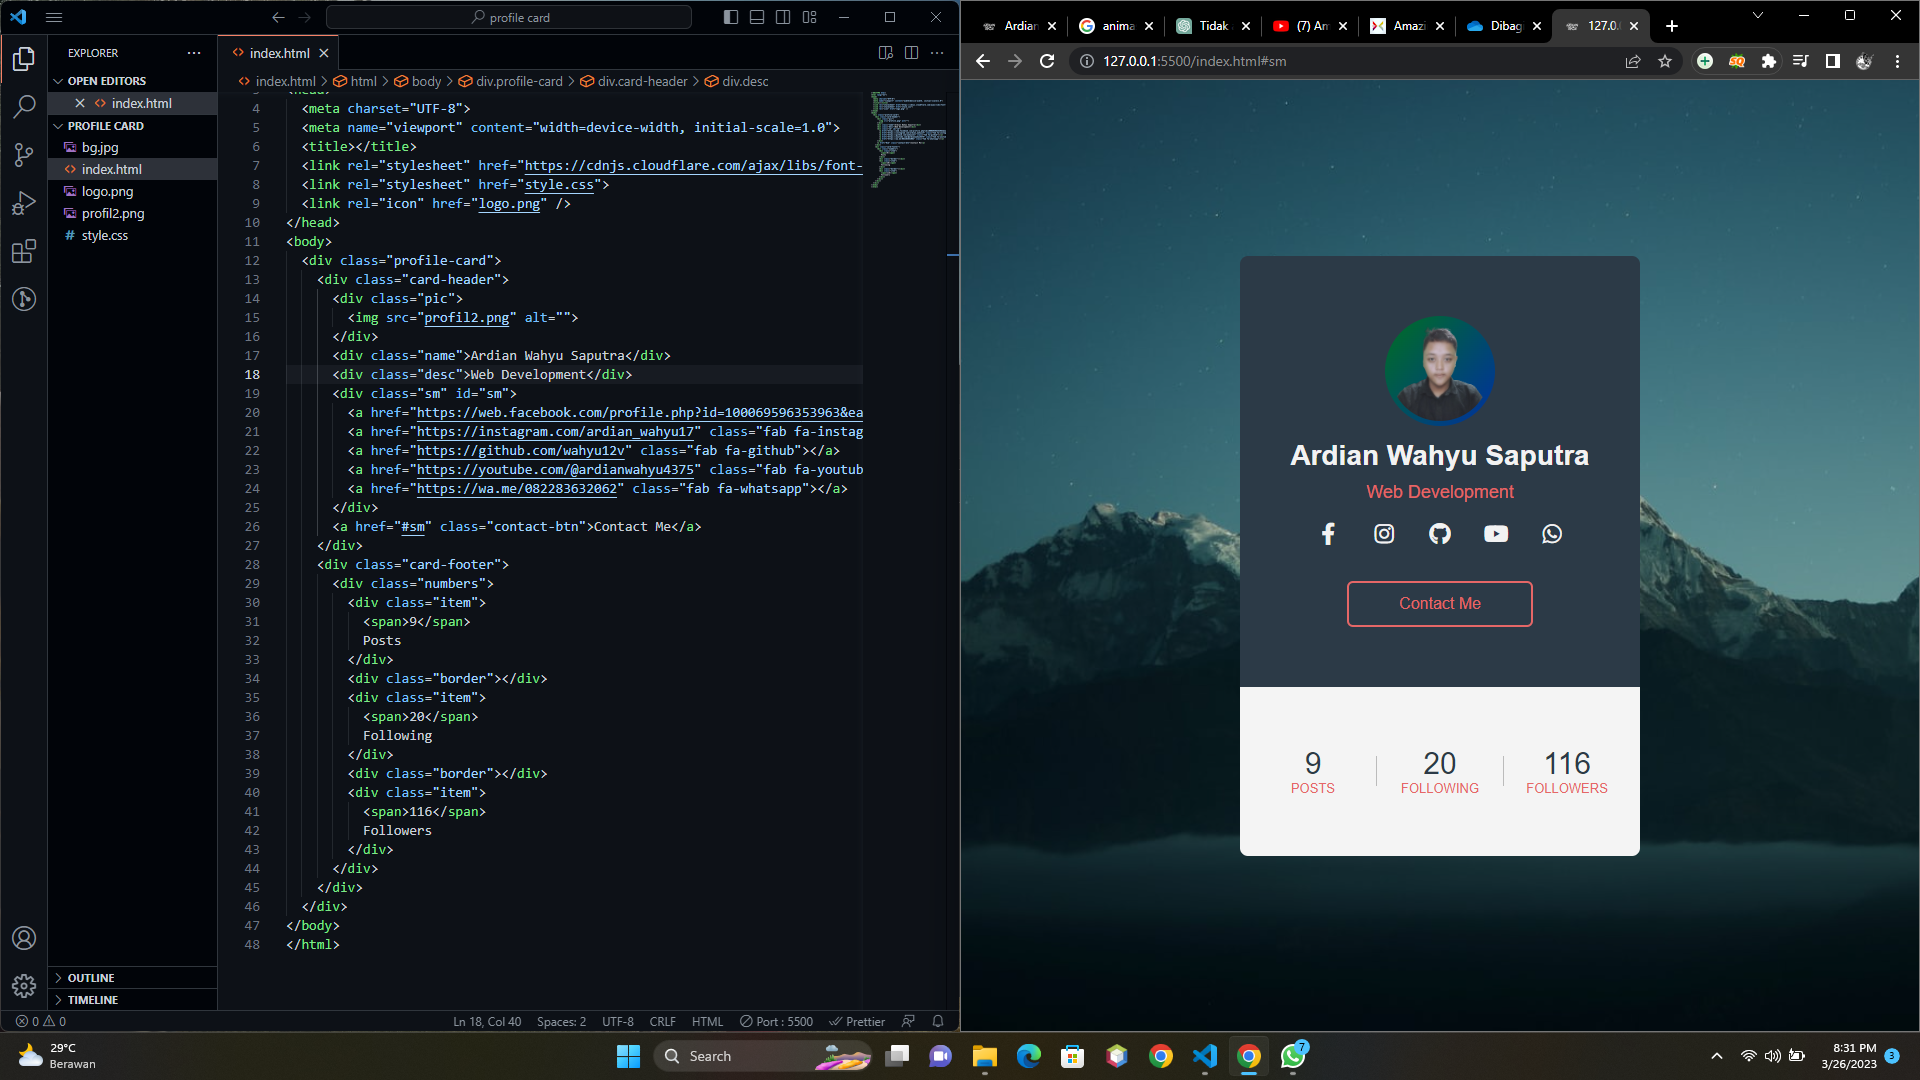 profile card
EXPLORER
OPEN EDITORS
index.html
PROFILE CARD
bg.jpg
index.html
logo.png
profil2.png
style.css
OUTLINE
TIMELINE
index.html
index.html > html > body > div.profile-card > div.card-header > div.desc
4 <meta charset="UTF-8">
5 <meta name="viewport" content="width=device-width, initial-scale=1.0">
6 <title></title>
7 <link rel="stylesheet" href="https://cdnjs.cloudflare.com/ajax/libs/font-
8 <link rel="stylesheet" href="style.css">
9 <link rel="icon" href="logo.png" />
10 </head>
11 <body>
12 <div class="profile-card">
13 <div class="card-header">
14 <div class="pic">
15 <img src="profil2.png" alt="">
16 </div>
17 <div class="name">Ardian Wahyu Saputra</div>
18 <div class="desc">Web Development</div>
19 <div class="sm" id="sm">
20 <a href="https://web.facebook.com/profile.php?id=100069596353963&ea
21 <a href="https://instagram.com/ardian_wahyu17" class="fab fa-instag
22 <a href="https://github.com/wahyu12v" class="fab fa-github"></a>
23 <a href="https://youtube.com/@ardianwahyu4375" class="fab fa-youtub
24 <a href="https://wa.me/082283632062" class="fab fa-whatsapp"></a>
25 </div>
26 <a href="#sm" class="contact-btn">Contact Me</a>
27 </div>
28 <div class="card-footer">
29 <div class="numbers">
30 <div class="item">
31 <span>9</span>
32 Posts
33 </div>
34 <div class="border"></div>
35 <div class="item">
36 <span>20</span>
37 Following
38 </div>
39 <div class="border"></div>
40 <div class="item">
41 <span>116</span>
42 Followers
43 </div>
44 </div>
45 </div>
46 </div>
47 </body>
48 </html>
0 0
Ln 18, Col 40 Spaces: 2 UTF-8 CRLF HTML Port : 5500 Prettier
Ardian anima Tidak (7) Am Amazi Dibag 127.0.
127.0.0.1:5500/index.html#sm
Ardian Wahyu Saputra
Web Development
Contact Me
9 20 116
POSTS FOLLOWING FOLLOWERS
29°C
Berawan
Search
7
8:31 PM
3/26/2023
3